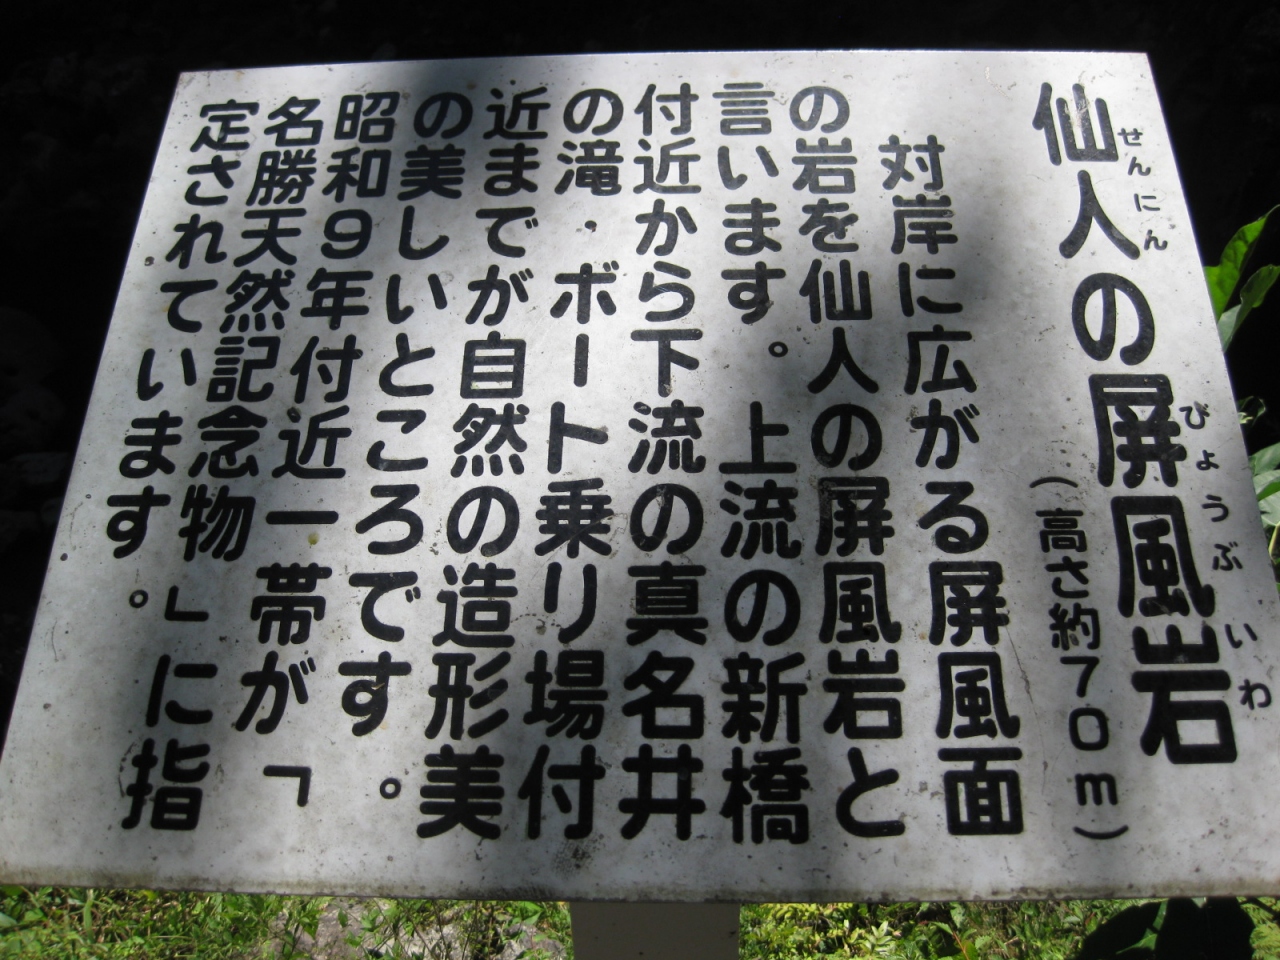 仙人の屏風岩
せんにん びょうぶいわ
(高さ約70m)
対岸に広がる屏風面
の岩を仙人の屏風岩と
言います。上流の新橋
付近から下流の真名井
の滝・ボート乗り場付
近までが自然の造形美
の美しいところです。
昭和9年付近一帯が「
名勝天然記念物」に指
定されています。